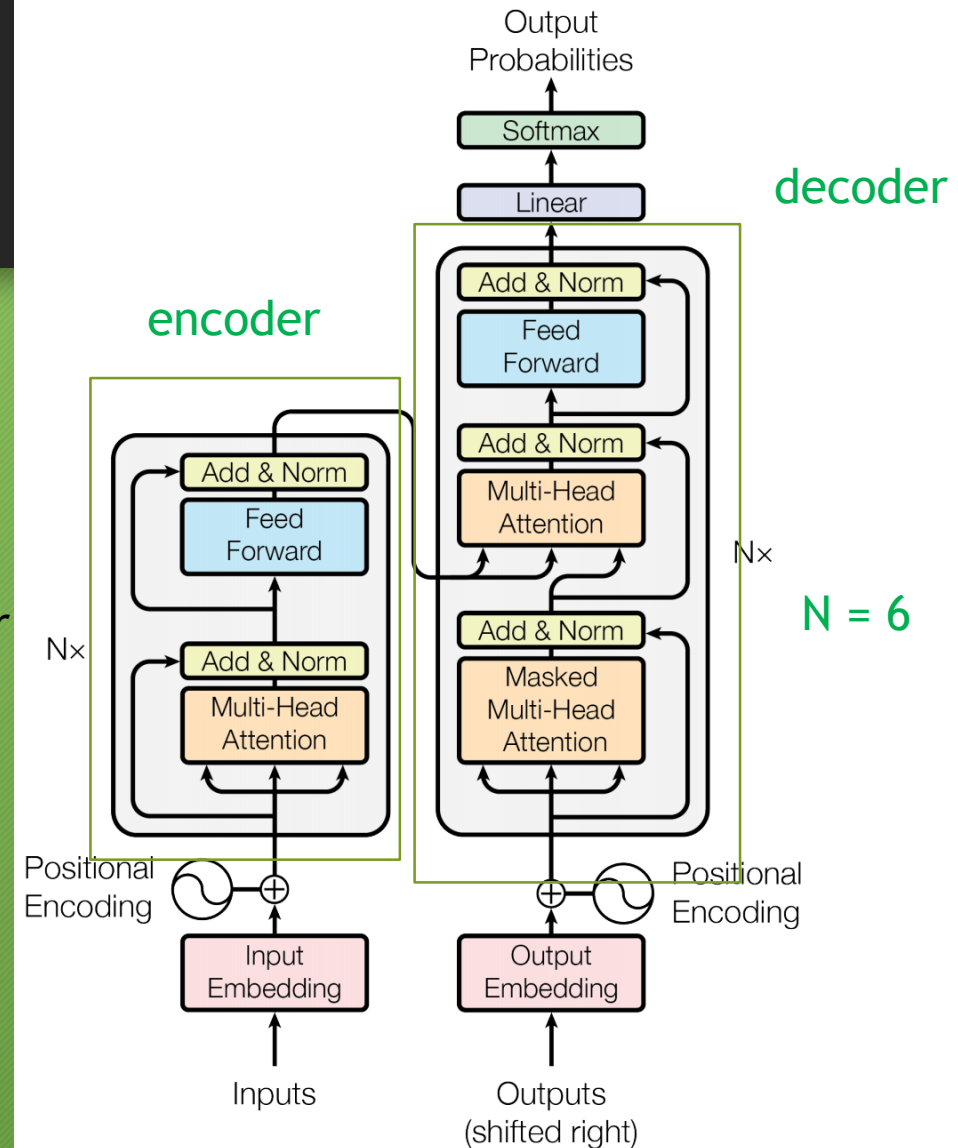 Output
Probabilities
Softmax
Linear
decoder
Add & Norm
Feed
Forward
Add & Norm
Multi-Head
Attention
N×
N = 6
Add & Norm
Masked
Multi-Head
Attention
encoder
Add & Norm
Feed
Forward
N×
Add & Norm
Multi-Head
Attention
Positional
Encoding
Positional
Encoding
Input
Embedding
Output
Embedding
Inputs
Outputs
(shifted right)